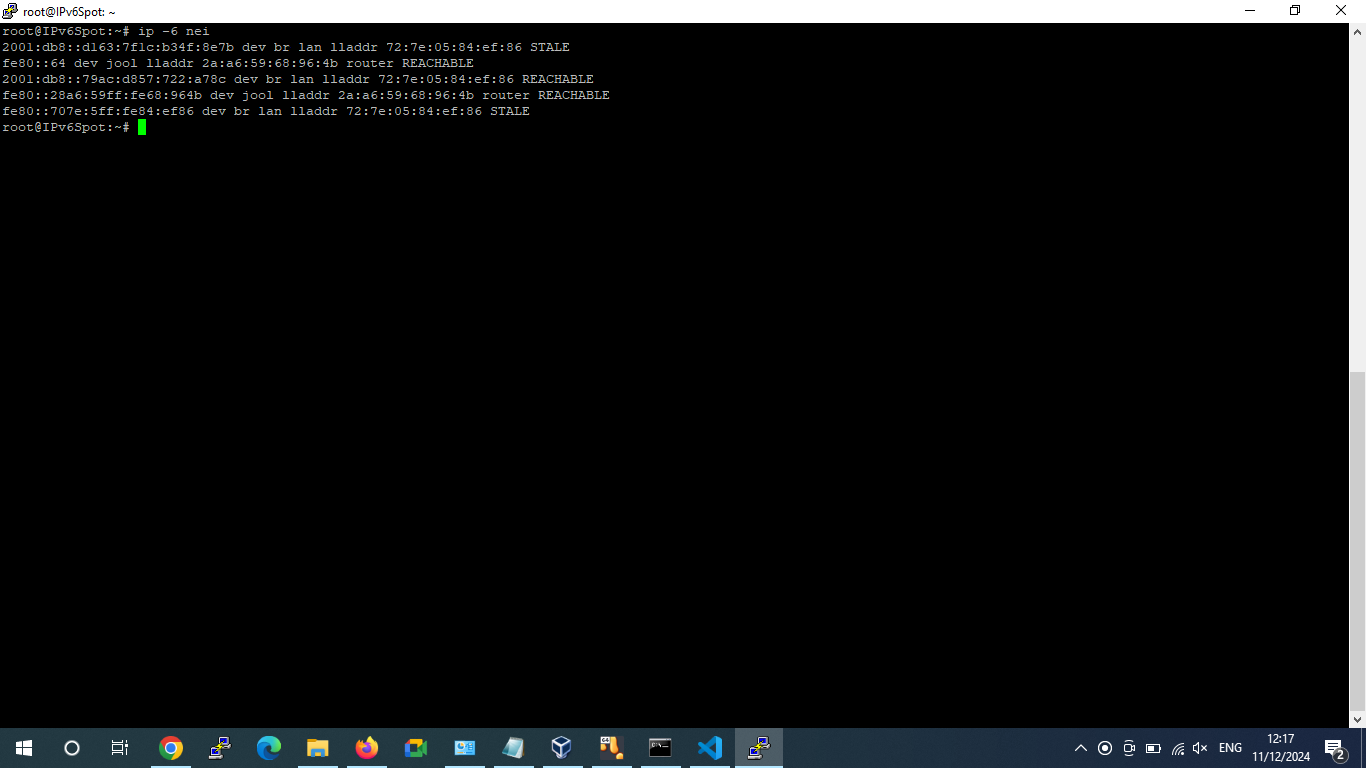 root@IPv6Spot: ~
root@IPv6Spot:~# ip -6 nei
2001:db8::d163:7f1c:b34f:8e7b dev br lan lladdr 72:7e:05:84:ef:86 STALE
fe80::64 dev jool lladdr 2a:a6:59:68:96:4b router REACHABLE
2001:db8::79ac:d857:722:a78c dev br lan lladdr 72:7e:05:84:ef:86 REACHABLE
fe80::28a6:59ff:fe68:964b dev jool lladdr 2a:a6:59:68:96:4b router REACHABLE
fe80::707e:5ff:fe84:ef86 dev br lan lladdr 72:7e:05:84:ef:86 STALE
root@IPv6Spot:~#
64
C:\
ENG
12:17
11/12/2024
2